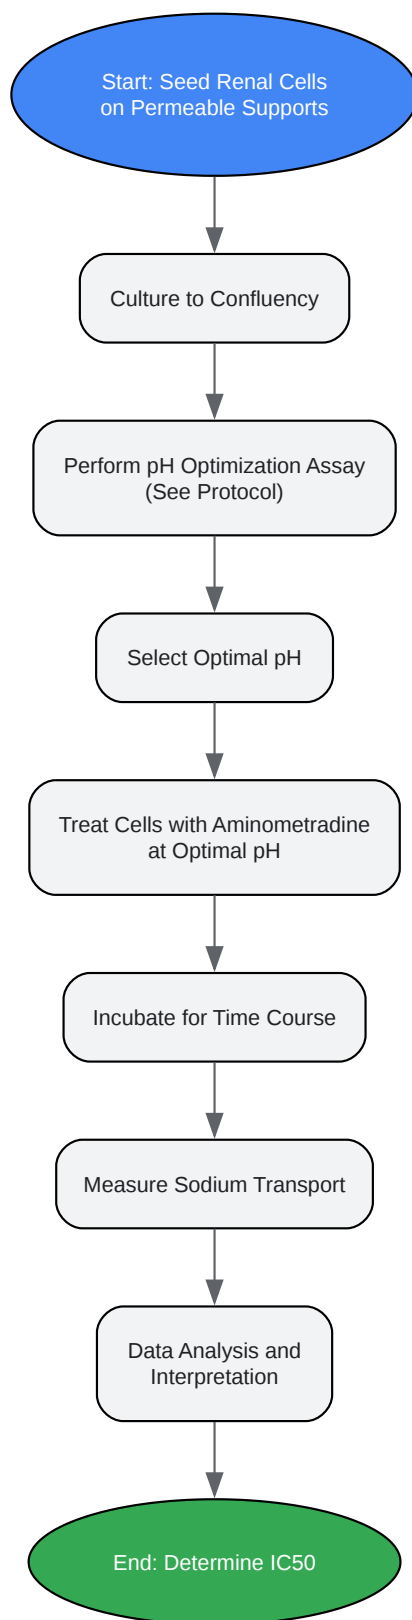 Start: Seed Renal Cells
on Permeable Supports
Culture to Confluency
Perform pH Optimization Assay
(See Protocol)
Select Optimal pH
Treat Cells with Aminometradine
at Optimal pH
Incubate for Time Course
Measure Sodium Transport
Data Analysis and
Interpretation
End: Determine IC50